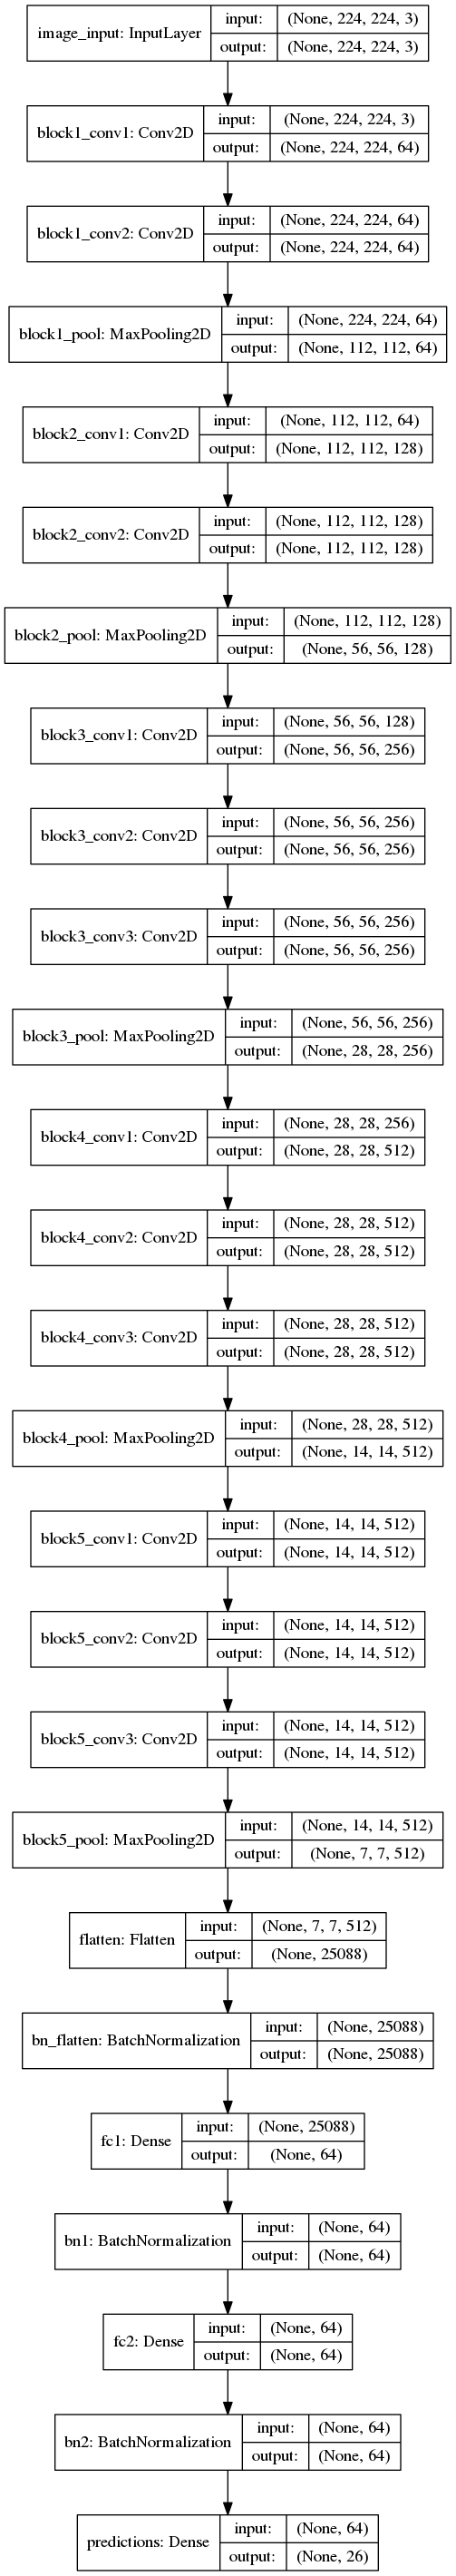 image_input: InputLayer
input: (None, 224, 224, 3)
output: (None, 224, 224, 3)
block1_conv1: Conv2D
input: (None, 224, 224, 3)
output: (None, 224, 224, 64)
block1_conv2: Conv2D
input: (None, 224, 224, 64)
output: (None, 224, 224, 64)
block1_pool: MaxPooling2D
input: (None, 224, 224, 64)
output: (None, 112, 112, 64)
block2_conv1: Conv2D
input: (None, 112, 112, 64)
output: (None, 112, 112, 128)
block2_conv2: Conv2D
input: (None, 112, 112, 128)
output: (None, 112, 112, 128)
block2_pool: MaxPooling2D
input: (None, 112, 112, 128)
output: (None, 56, 56, 128)
block3_conv1: Conv2D
input: (None, 56, 56, 128)
output: (None, 56, 56, 256)
block3_conv2: Conv2D
input: (None, 56, 56, 256)
output: (None, 56, 56, 256)
block3_conv3: Conv2D
input: (None, 56, 56, 256)
output: (None, 56, 56, 256)
block3_pool: MaxPooling2D
input: (None, 56, 56, 256)
output: (None, 28, 28, 256)
block4_conv1: Conv2D
input: (None, 28, 28, 256)
output: (None, 28, 28, 512)
block4_conv2: Conv2D
input: (None, 28, 28, 512)
output: (None, 28, 28, 512)
block4_conv3: Conv2D
input: (None, 28, 28, 512)
output: (None, 28, 28, 512)
block4_pool: MaxPooling2D
input: (None, 28, 28, 512)
output: (None, 14, 14, 512)
block5_conv1: Conv2D
input: (None, 14, 14, 512)
output: (None, 14, 14, 512)
block5_conv2: Conv2D
input: (None, 14, 14, 512)
output: (None, 14, 14, 512)
block5_conv3: Conv2D
input: (None, 14, 14, 512)
output: (None, 14, 14, 512)
block5_pool: MaxPooling2D
input: (None, 14, 14, 512)
output: (None, 7, 7, 512)
flatten: Flatten
input: (None, 7, 7, 512)
output: (None, 25088)
bn_flatten: BatchNormalization
input: (None, 25088)
output: (None, 25088)
fc1: Dense
input: (None, 25088)
output: (None, 64)
bn1: BatchNormalization
input: (None, 64)
output: (None, 64)
fc2: Dense
input: (None, 64)
output: (None, 64)
bn2: BatchNormalization
input: (None, 64)
output: (None, 64)
predictions: Dense
input: (None, 64)
output: (None, 26)